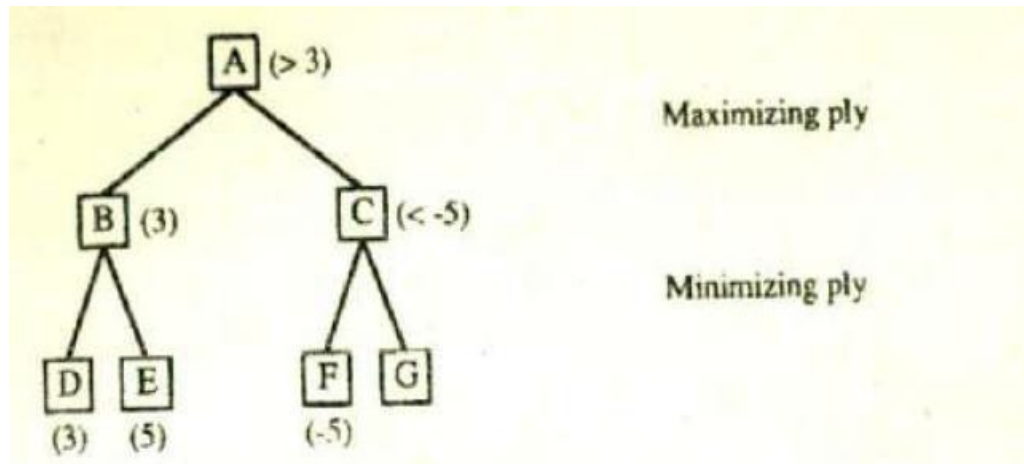 A (> 3)
Maximizing ply
B (3) C (< -5)
Minimizing ply
D E F G
(3) (5) (-5)